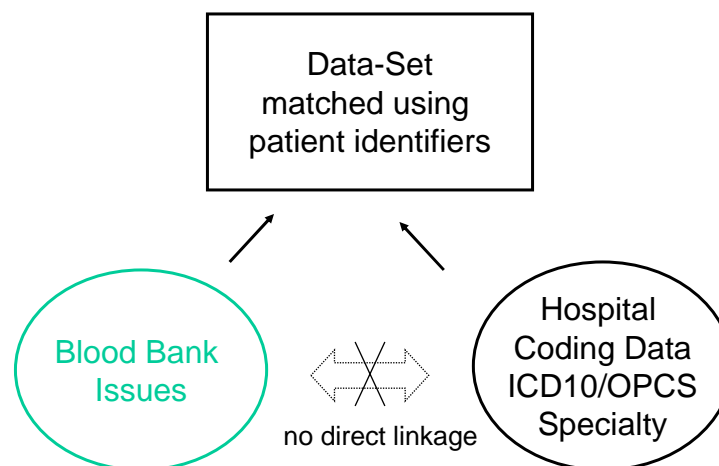 Data-Set
matched using
patient identifiers
Blood Bank
Issues
Hospital
Coding Data
ICD10/OPCS
Specialty
no direct linkage